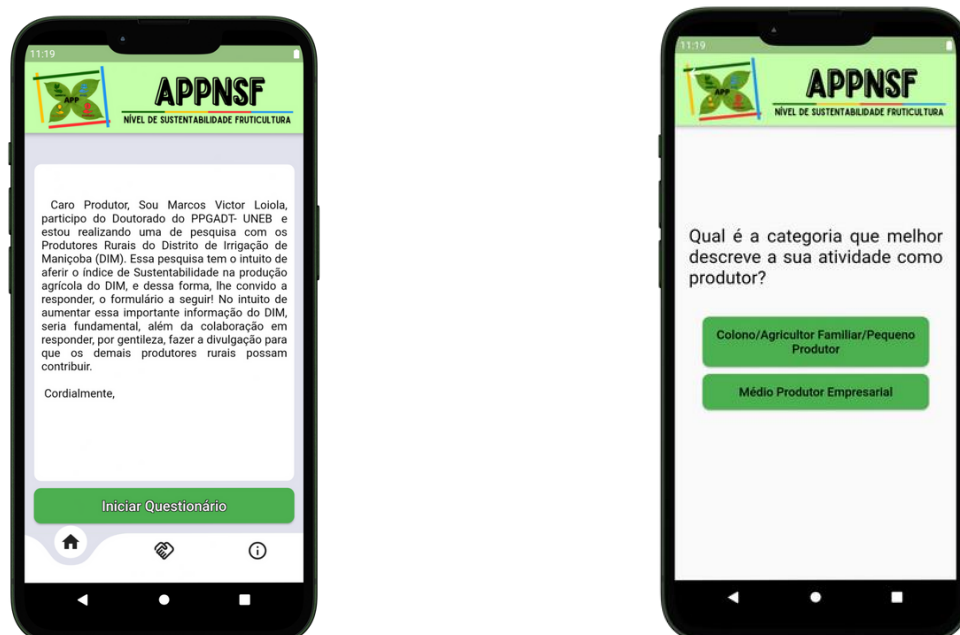 11:19
APP
APPNSF
NÍVEL DE SUSTENTABILIDADE FRUTICULTURA
Caro Produtor, Sou Marcos Victor Loiola,
participo do Doutorado do PPGADT- UNEB e
estou realizando uma de pesquisa com os
Produtores Rurais do Distrito de Irrigação de
Maniçoba (DIM). Essa pesquisa tem o intuito de
aferir o índice de Sustentabilidade na produção
agrícola do DIM, e dessa forma, lhe convido a
responder, o formulário a seguir! No intuito de
aumentar essa importante informação do DIM,
seria fundamental, além da colaboração em
responder, por gentileza, fazer a divulgação para
que os demais produtores rurais possam
contribuir.
Cordialmente,
Iniciar Questionário
11:19
APP
APPNSF
NÍVEL DE SUSTENTABILIDADE FRUTICULTURA
Qual é a categoria que melhor
descreve a sua atividade como
produtor?
Colono/Agricultor Familiar/Pequeno
Produtor
Médio Produtor Empresarial